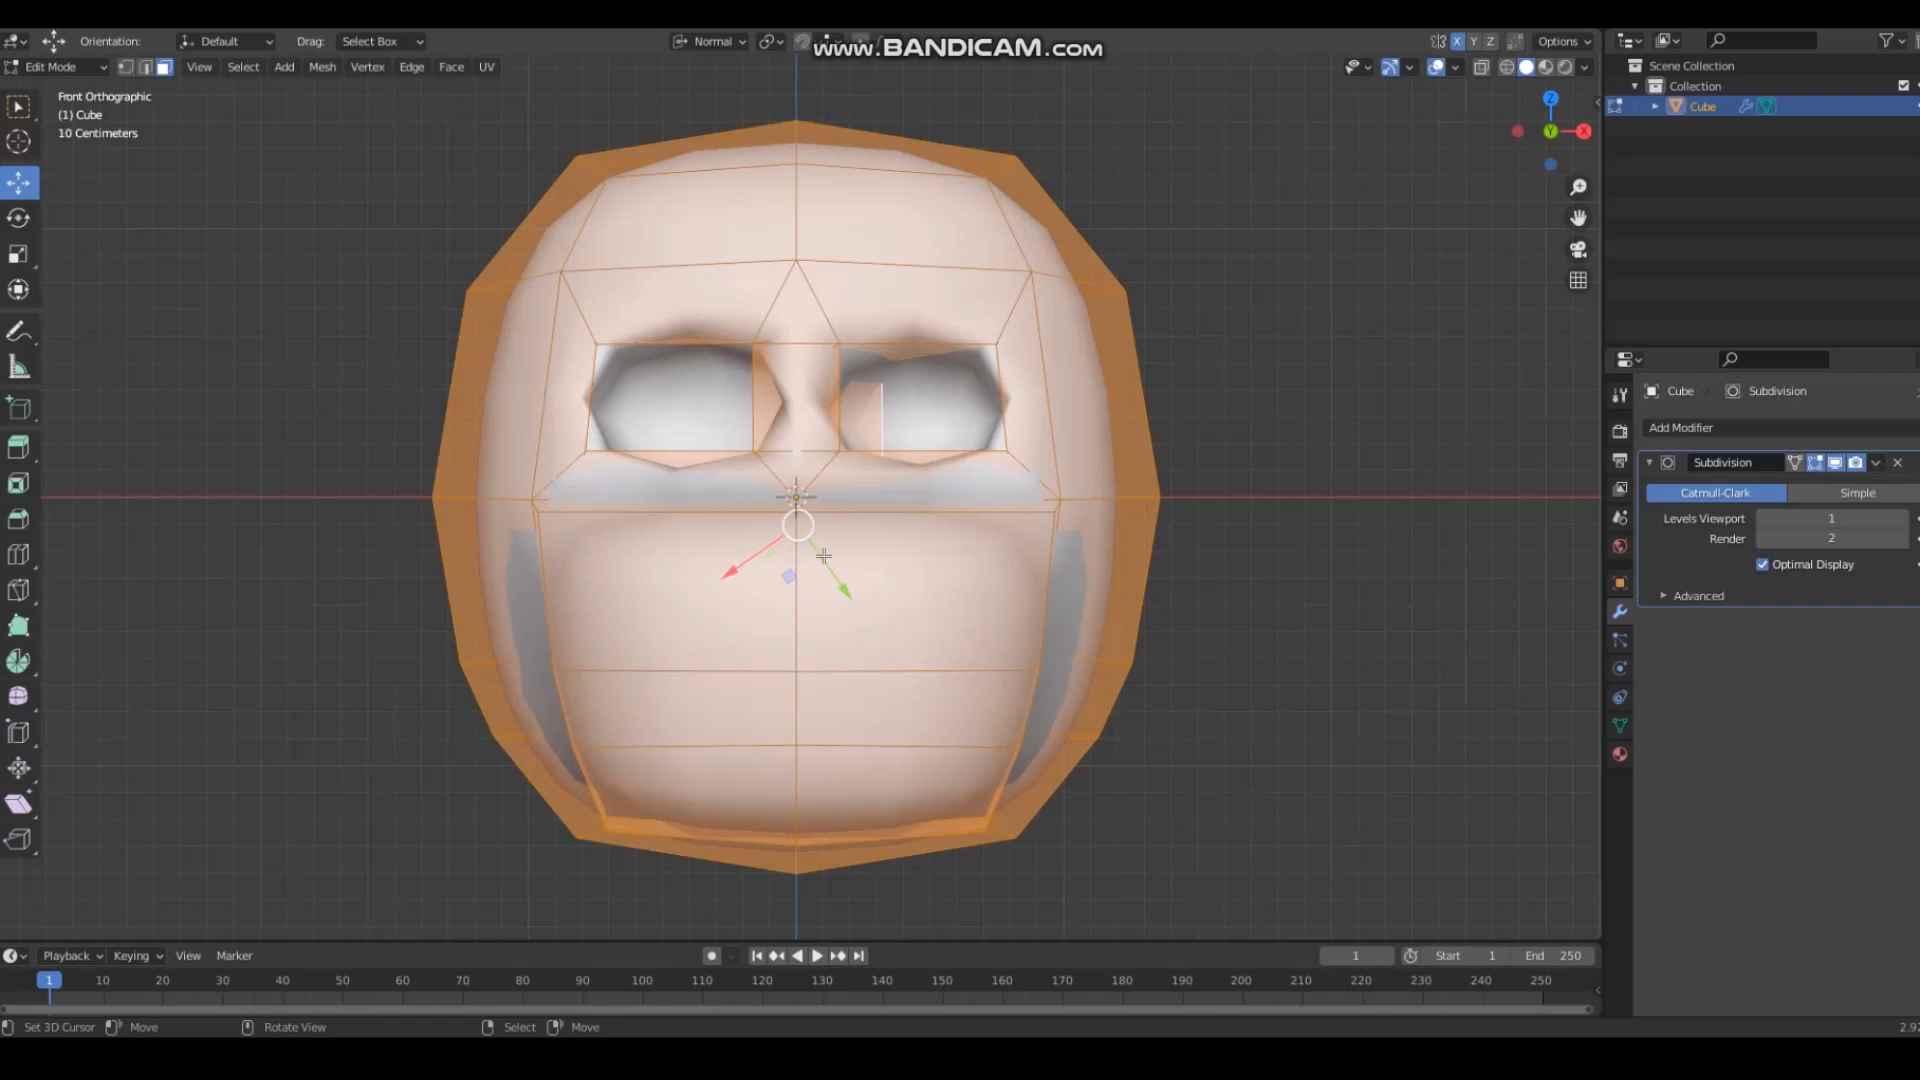 www.BANDICAM.com
Orientation: Default Drag: Select Box Normal X Y Z Options
Edit Mode View Select Add Mesh Vertex Edge Face UV
Front Orthographic
(1) Cube
10 Centimeters
Z
Y
X
Scene Collection
Collection
Cube
Cube Subdivision
Add Modifier
Subdivision
Catmull-Clark Simple
Levels Viewport 1
Render 2
Optimal Display
Advanced
Playback Keying View Marker 1 Start 1 End 250
1 10 20 30 40 50 60 70 80 90 100 110 120 130 140 150 160 170 180 190 200 210 220 230 240 250
Set 3D Cursor Move Rotate View Select Move